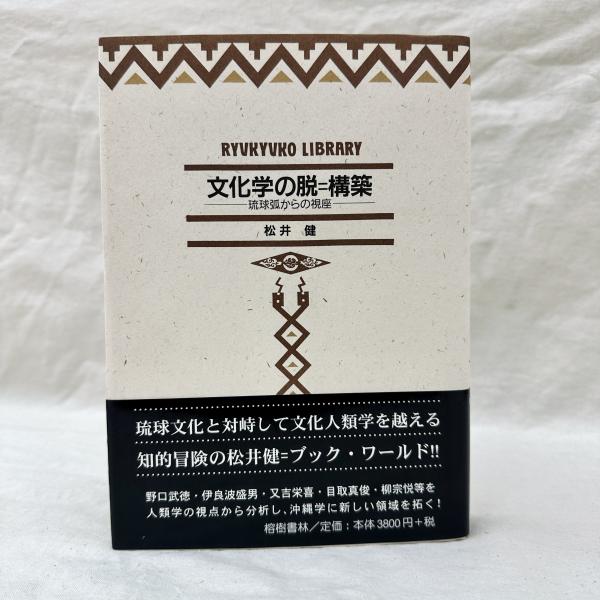 RYVKYVKO LIBRARY
文化学の脱=構築
琉球弧からの視座
松井 健
琉球文化と対峙して文化人類学を越える
知的冒険の松井健=ブック・ワールド!!
野口武徳・伊良波盛男・又吉栄喜・目取真俊・柳宗悦等を
人類学の視点から分析し、沖縄学に新しい領域を拓く!
榕樹書林／定価：本体3800円+税